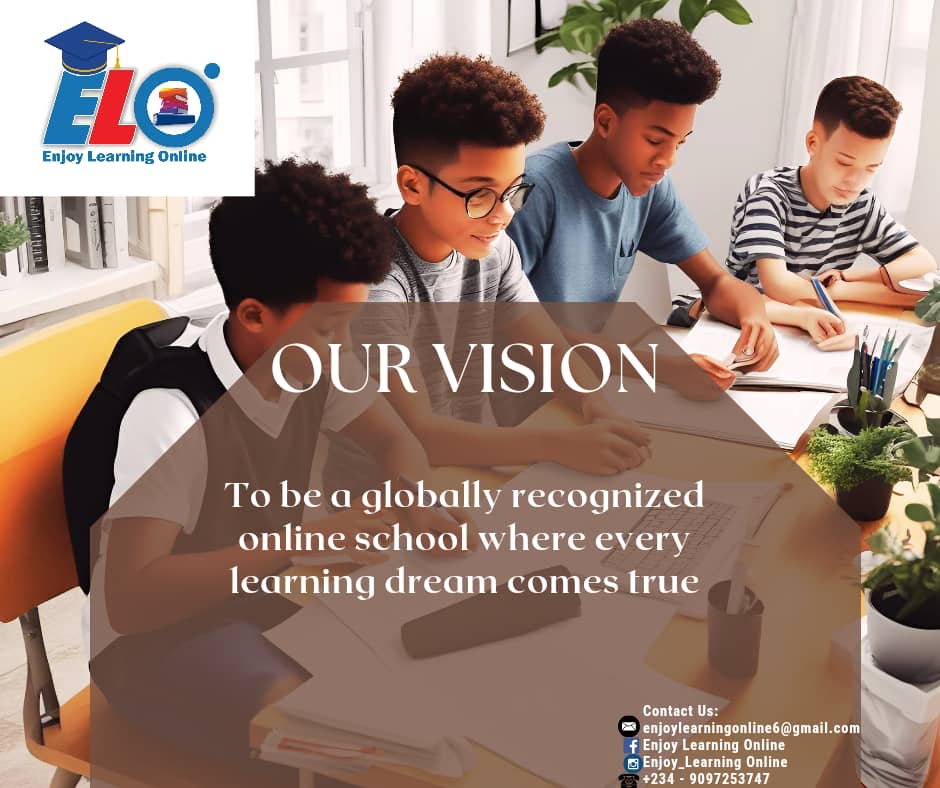 ELO
Enjoy Learning Online
OUR VISION
To be a globally recognized
online school where every
learning dream comes true
Contact Us:
enjoylearningonline6@gmail.com
Enjoy Learning Online
Enjoy_Learning Online
+234 - 9097253747